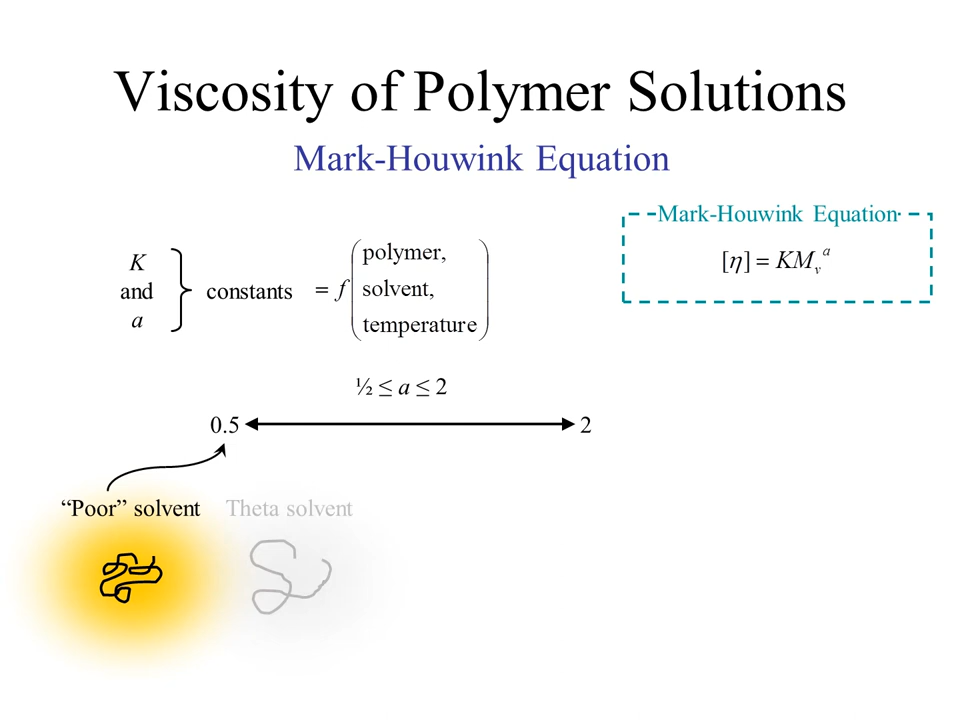 Viscosity of Polymer Solutions
Mark-Houwink Equation
Mark-Houwink Equation
[η] = KMᵥᵃ
K
and
a
constants
= f
polymer,
solvent,
temperature
½ ≤ a ≤ 2
0.5
2
“Poor” solvent
Theta solvent